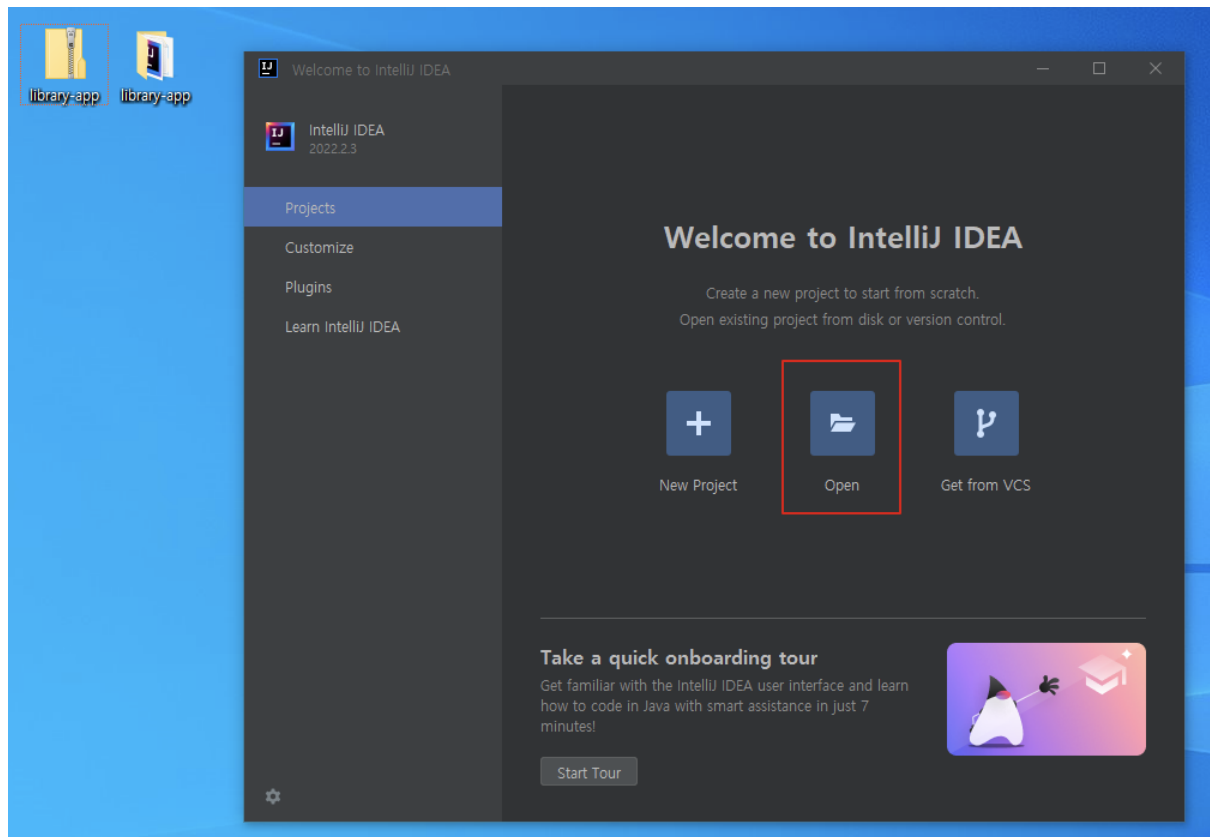 library-app
library-app
Welcome to IntelliJ IDEA
IntelliJ IDEA
2022.2.3
Projects
Customize
Plugins
Learn IntelliJ IDEA
Welcome to IntelliJ IDEA
Create a new project to start from scratch.
Open existing project from disk or version control.
New Project
Open
Get from VCS
Take a quick onboarding tour
Get familiar with the IntelliJ IDEA user interface and learn
how to code in Java with smart assistance in just 7
minutes!
Start Tour